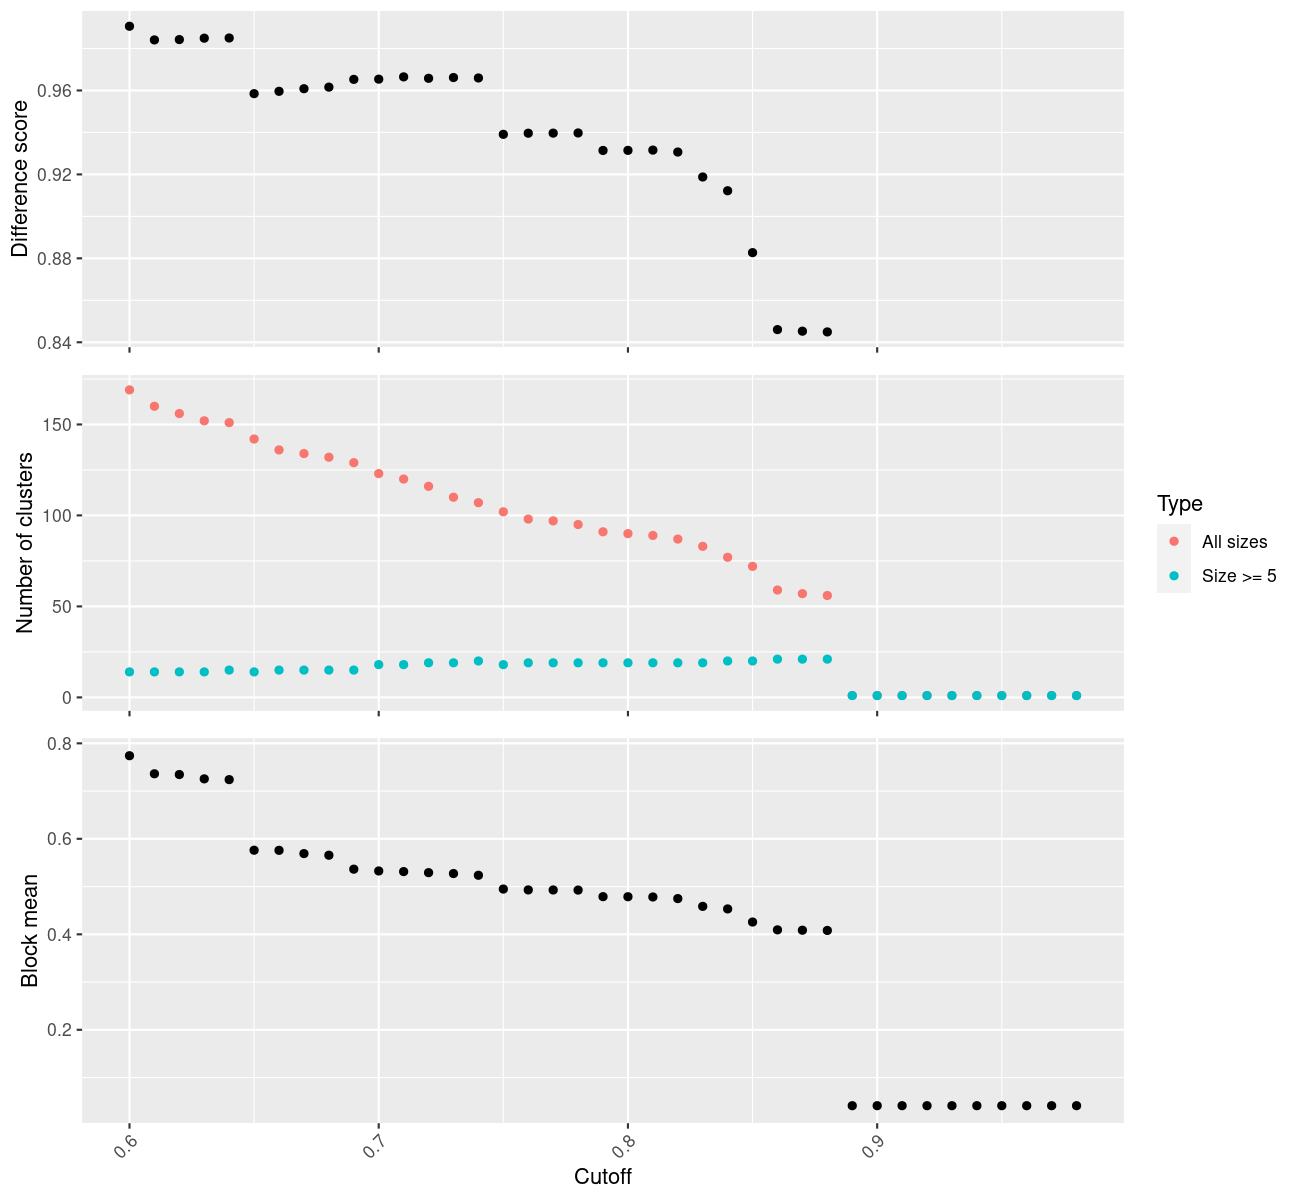 Difference score
0.96
0.92
0.88
0.84
Number of clusters
150
100
50
0
Type
All sizes
Size >= 5
Block mean
0.8
0.6
0.4
0.2
0.6 0.7 0.8 0.9
Cutoff